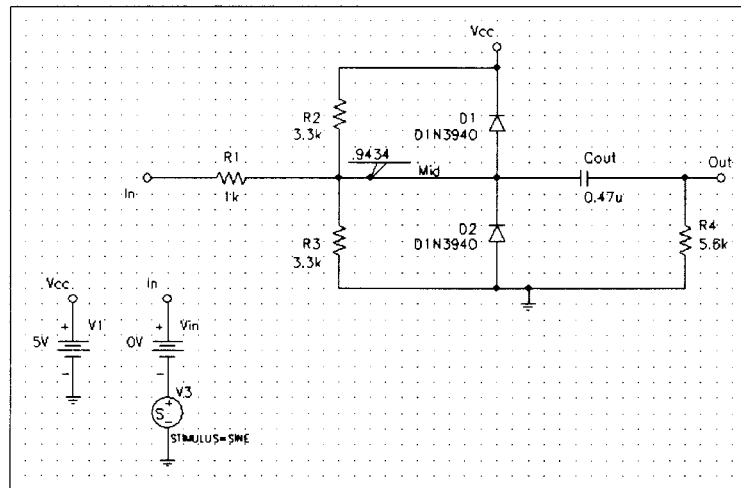 Vcc
R2
3.3k
D1
D1N3940
.9434
Mid
Cout
0.47u
Out
R1
1k
In
R3
3.3k
D2
D1N3940
R4
5.6k
Vcc
In
+
V1
5V
-
+
Vin
0V
-
V3
+
S
-
STIMULUS=SINE